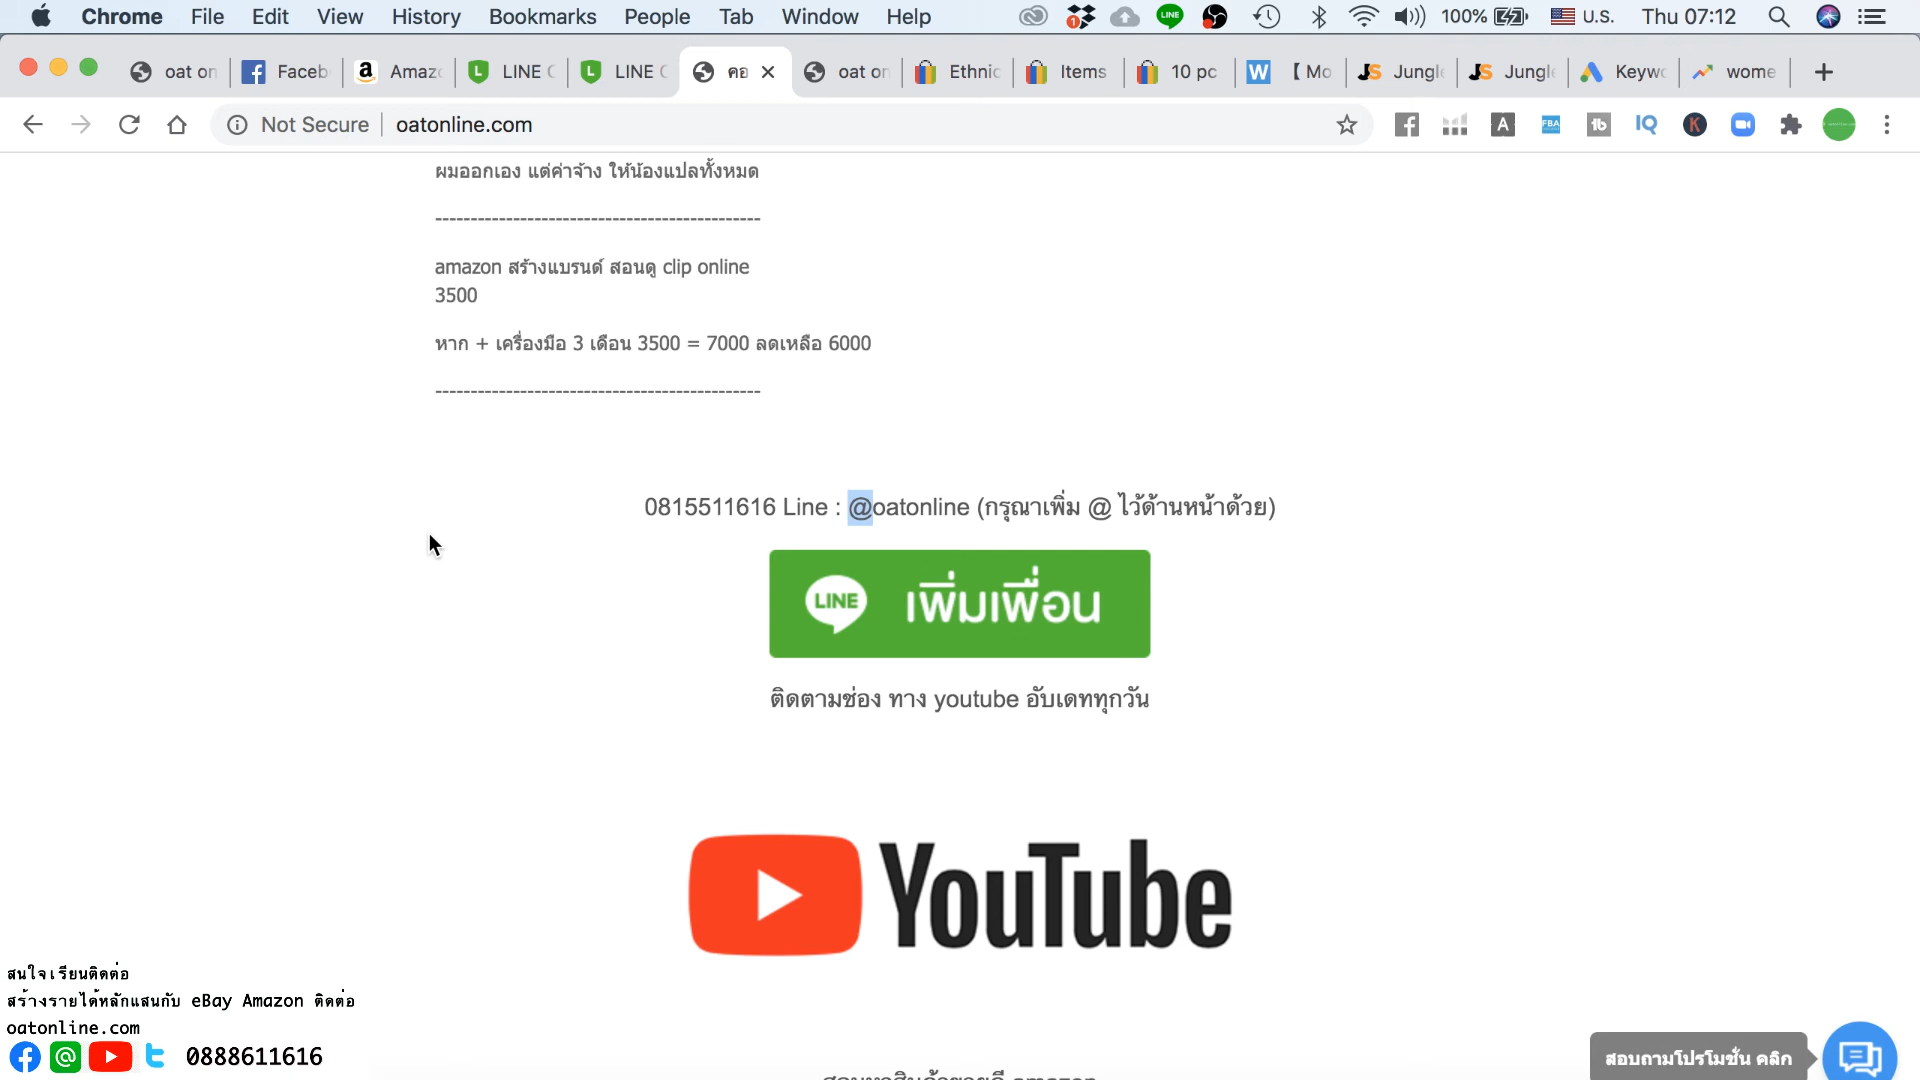 Chrome File Edit View History Bookmarks People Tab Window Help LINE 1 100% U.S. Thu 07:12
oat on Faceb Amazo LINE C LINE C คอ oat on Ethnic Items 10 pc 【Mo Jungle Jungle Keywo wome
Not Secure oatonline.com
ผมออกเอง แต่ค่าจ้าง ให้น้องแปลทั้งหมด
----------------------------------------------
amazon สร้างแบรนด์ สอนดู clip online
3500
หาก + เครื่องมือ 3 เดือน 3500 = 7000 ลดเหลือ 6000
----------------------------------------------
0815511616 Line : @oatonline (กรุณาเพิ่ม @ ไว้ด้านหน้าด้วย)
LINE เพิ่มเพื่อน
ติดตามช่อง ทาง youtube อับเดททุกวัน
YouTube
สนใจเรียนติดต่อ
สร้างรายได้หลักแสนกับ eBay Amazon ติดต่อ
oatonline.com
0888611616
สอบถามโปรโมชั่น คลิก